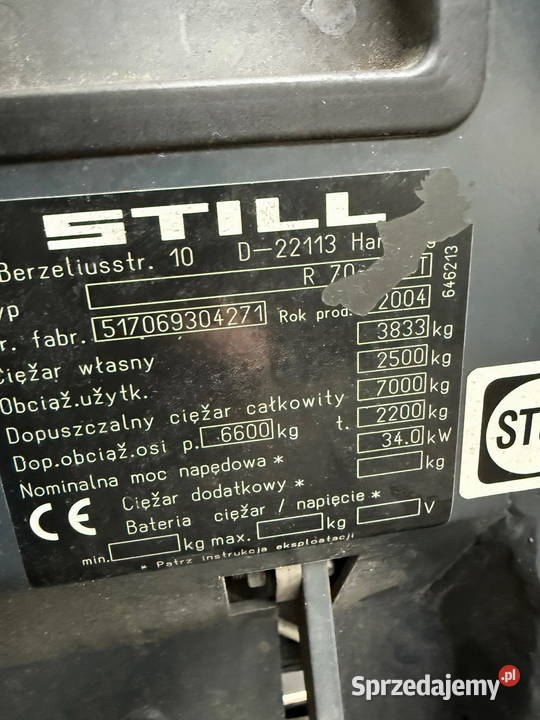 STILL
Berzeliusstr. 10 D-22113
R 70
646213
r. fabr. 517069304271 Rok prod. 2004
Ciężar własny 3833 kg
Obciąż.użytk. 2500 kg
Dopuszczalny ciężar całkowity 7000 kg
Dop.obciąż.osi p. 6600 kg t. 2200 kg
Nominalna moc napędowa * 34.0 kW
Ciężar dodatkowy * kg
Bateria ciężar / napięcie *
min. kg max. kg V
* Patrz instrukcja eksploatacji
CE
ST
Sprzedajemy.pl